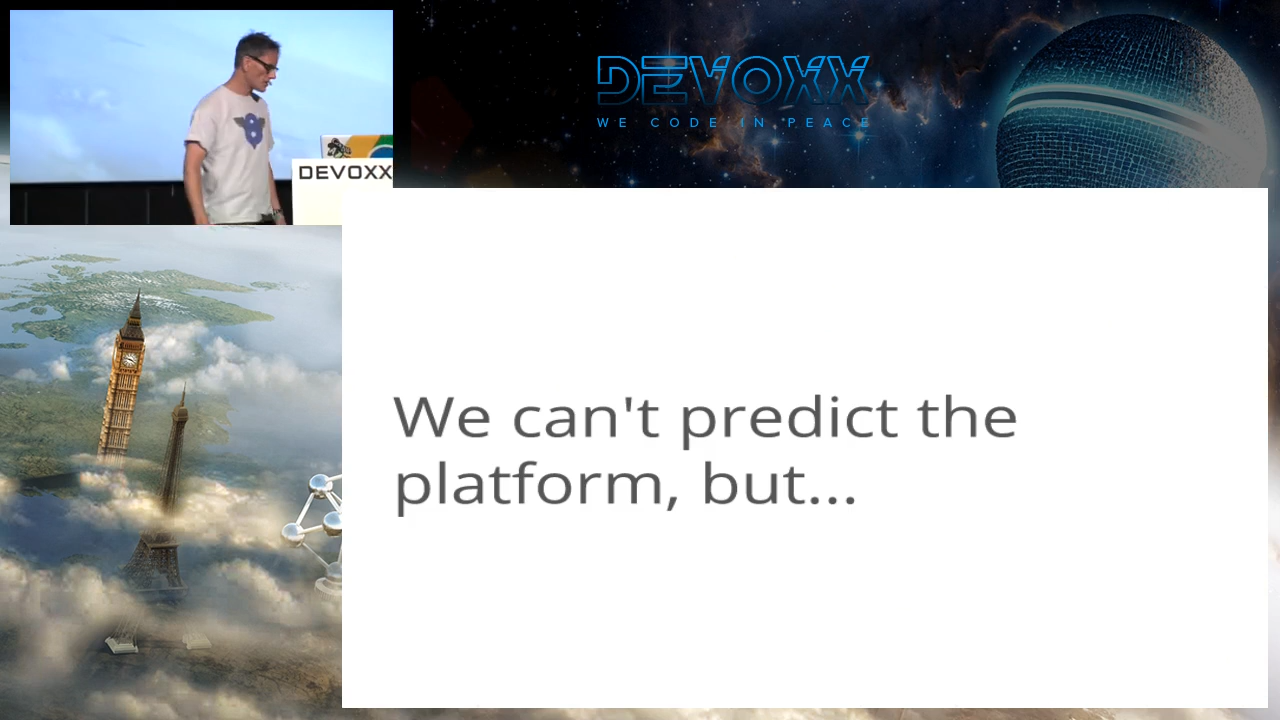 DEVOXX
WE CODE IN PEACE
DEVOXX
We can't predict the
platform, but...